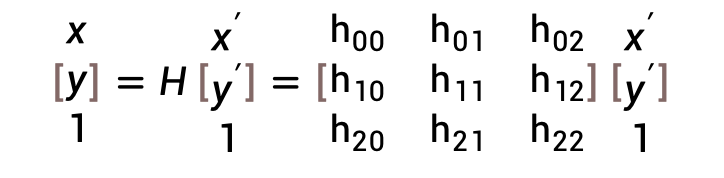 x x′ h₀₀ h₀₁ h₀₂ x′
[y] = H [y′] = [h₁₀ h₁₁ h₁₂] [y′]
1 1 h₂₀ h₂₁ h₂₂ 1